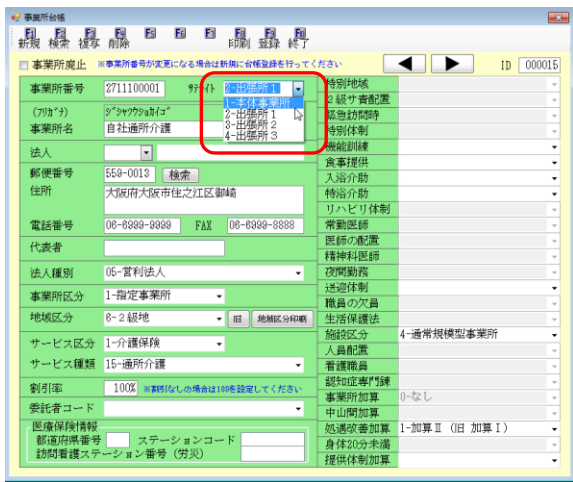 事業所台帳
F1 F2 F3 F4 F5 F6 F7 F8 F9 F10
新規 検索 複写 削除 印刷 登録 終了
事業所廃止 ※事業所番号が変更になる場合は新規に台帳登録を行ってください ID 000015
事業所番号 2711100001 ｻﾃﾗｲﾄ 2-出張所１
1-本体事業所
2-出張所１
3-出張所２
4-出張所３
(ﾌﾘｶﾞﾅ) ｼﾞｼｬﾂｳｼｮｶｲｺﾞ
事業所名 自社通所介護
法人
郵便番号 559-0013 検索
住所 大阪府大阪市住之江区御崎
電話番号 06-6999-9999 FAX 06-6999-8888
代表者
法人種別 05-営利法人
事業所区分 1-指定事業所
地域区分 6-２級地 旧 地域区分印刷
サービス区分 1-介護保険
サービス種類 15-通所介護
割引率 100% ※割引なしの場合は100を設定してください
委託者コード
医療保険情報
都道府県番号 ステーションコード
訪問看護ステーション番号（労災）
特別地域
２級サ責配置
緊急訪問時
特別体制
機能訓練
食事提供
入浴介助
特浴介助
リハビリ体制
常勤医師
医師の配置
精神科医師
夜間勤務
送迎体制
職員の欠員
生活保護法
施設区分 4-通常規模型事業所
人員配置
看護職員
認知症専門棟
事業所加算 0-なし
中山間加算
処遇改善加算 1-加算Ⅱ（旧 加算Ⅰ）
身体20分未満
提供体制加算